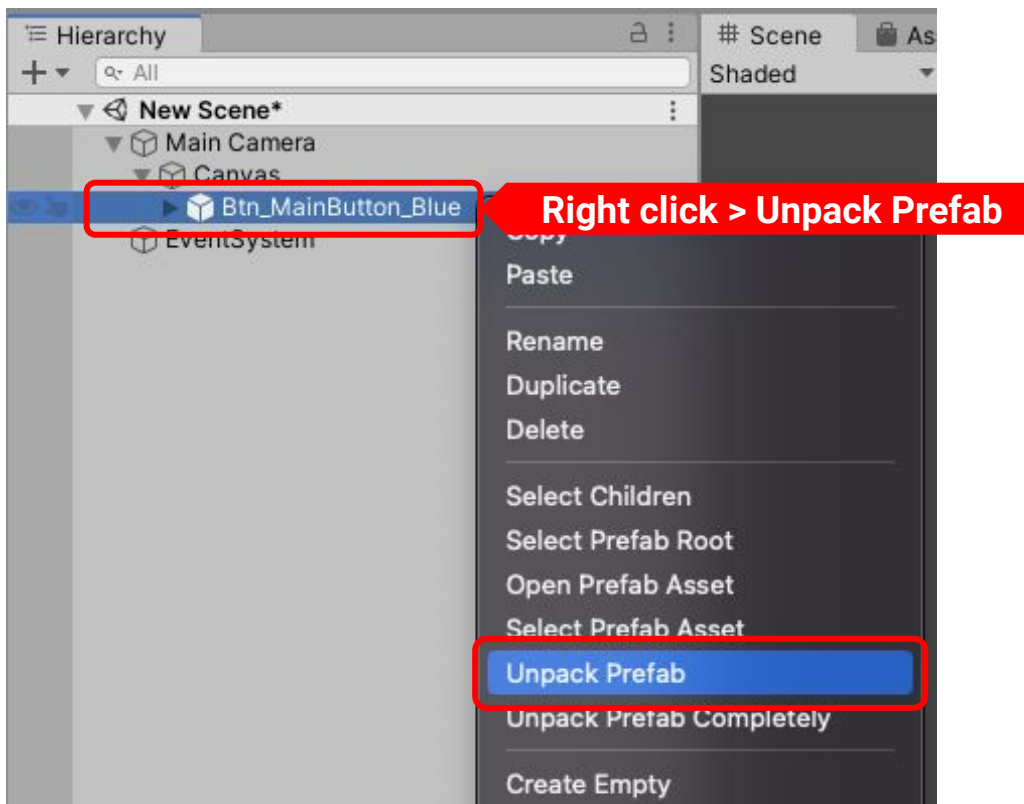 Hierarchy
# Scene
As
All
Shaded
New Scene*
Main Camera
Canvas
Btn_MainButton_Blue
Right click > Unpack Prefab
EventSystem
Copy
Paste
Rename
Duplicate
Delete
Select Children
Select Prefab Root
Open Prefab Asset
Select Prefab Asset
Unpack Prefab
Unpack Prefab Completely
Create Empty